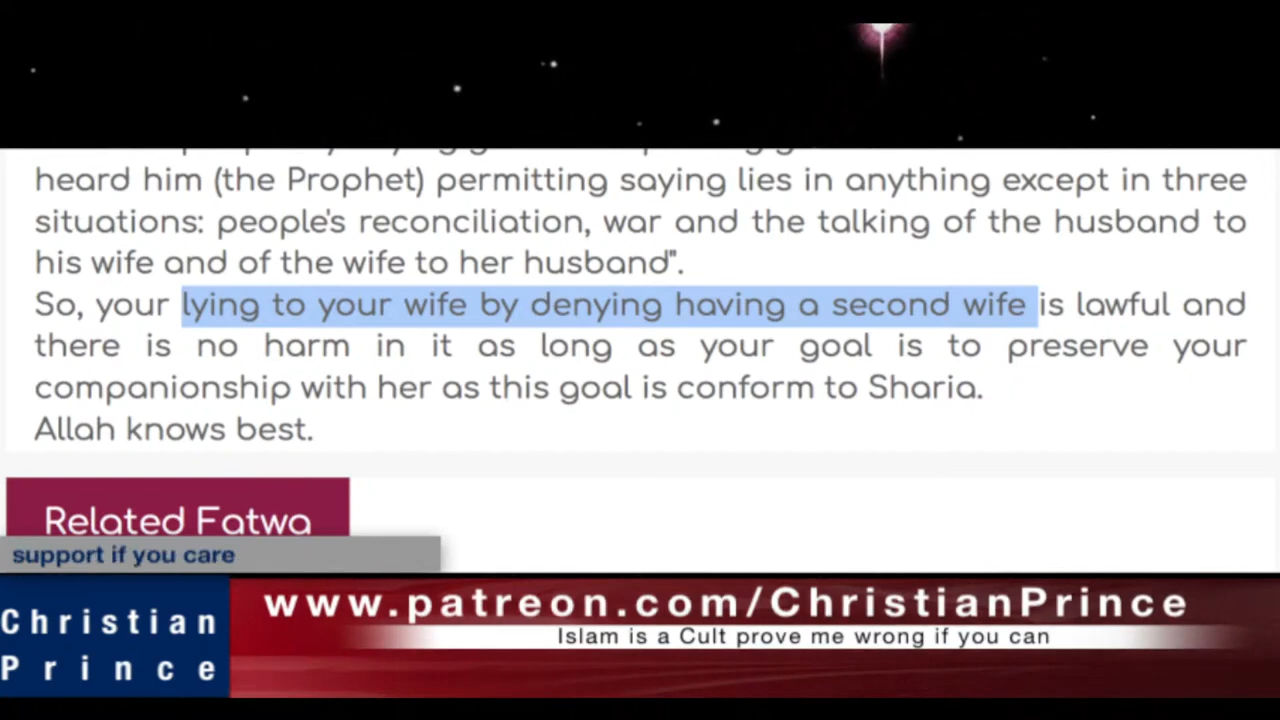 heard him (the Prophet) permitting saying lies in anything except in three
situations: people's reconciliation, war and the talking of the husband to
his wife and of the wife to her husband".
So, your lying to your wife by denying having a second wife is lawful and
there is no harm in it as long as your goal is to preserve your
companionship with her as this goal is conform to Sharia.
Allah knows best.
Related Fatwa
support if you care
Christian
Prince
www.patreon.com/ChristianPrince
Islam is a Cult prove me wrong if you can